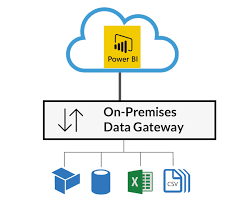 Power BI
On-Premises
Data Gateway
CSV